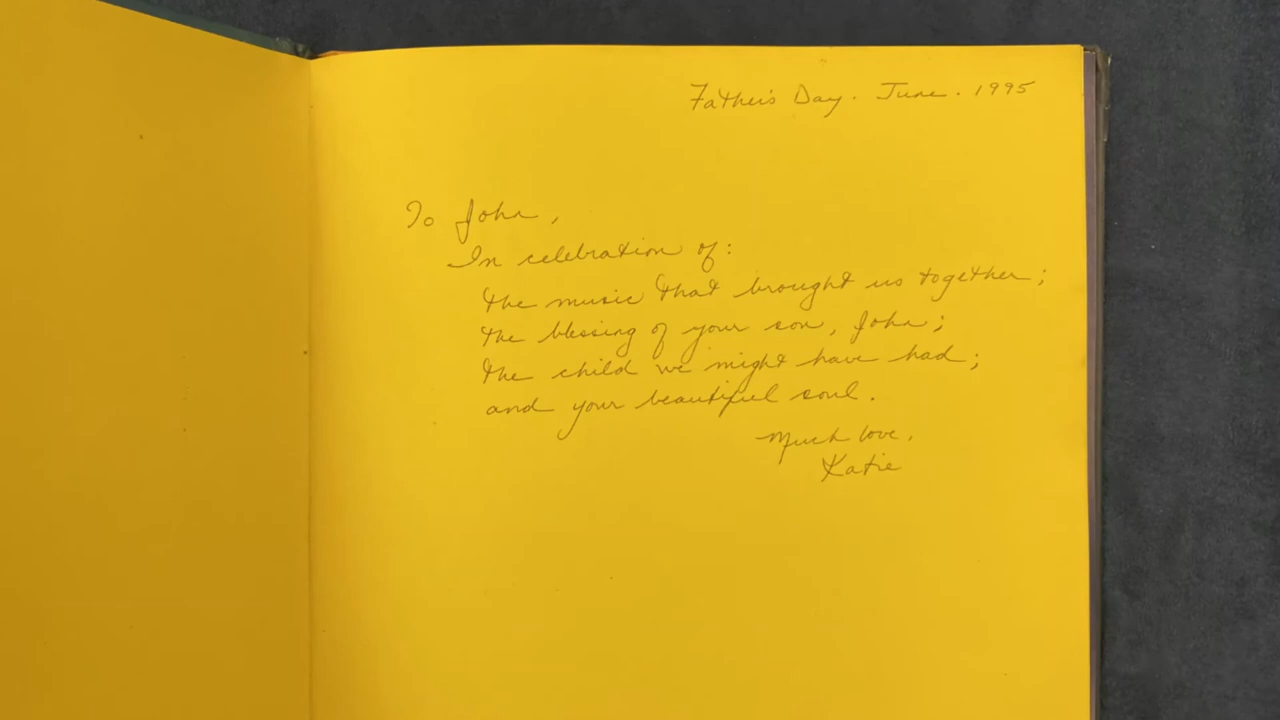 Father's Day. June. 1995
To John,
In celebration of:
the music that brought us together;
the blessing of your son, John;
the child we might have had;
and your beautiful soul.
Much love,
Katie